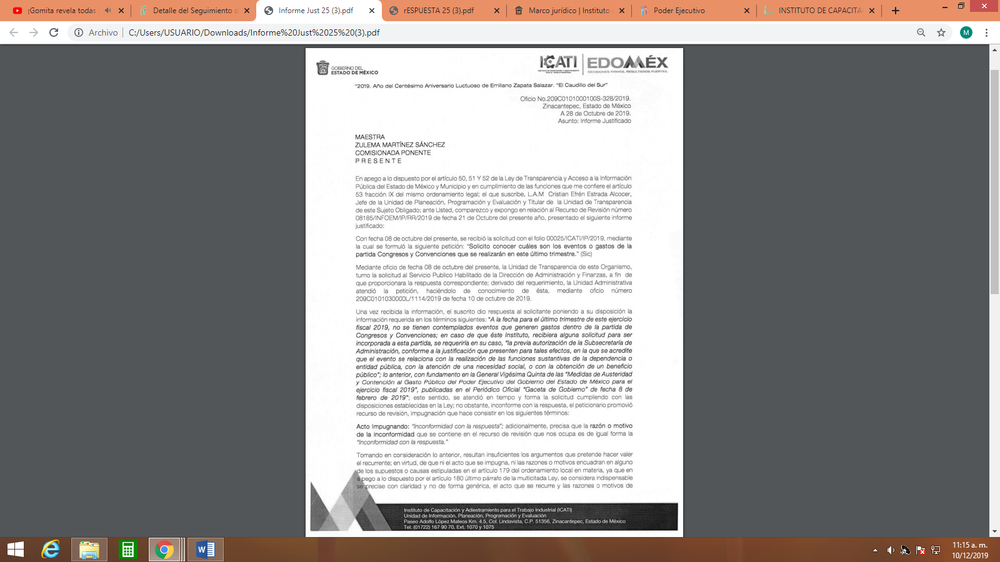 ¡Gomita revela todas
Detalle del Seguimiento d
Informe Just 25 (3).pdf
rESPUESTA 25 (3).pdf
Marco jurídico | Instituto
Poder Ejecutivo
INSTITUTO DE CAPACITA
Archivo | C:/Users/USUARIO/Downloads/Informe%20Just%2025%20(3).pdf
M
GOBIERNO DEL
ESTADO DE MÉXICO
ICATI
EDOMÉX
DECISIONES FIRMES, RESULTADOS FUERTES.
"2019. Año del Centésimo Aniversario Luctuoso de Emiliano Zapata Salazar. "El Caudillo del Sur"
Oficio No.209C0101000100S-328/2019.
Zinacantepec, Estado de México
A 28 de Octubre de 2019.
Asunto: Informe Justificado
MAESTRA
ZULEMA MARTÍNEZ SÁNCHEZ
COMISIONADA PONENTE
P R E S E N T E
En apego a lo dispuesto por el artículo 50, 51 Y 52 de la Ley de Transparencia y Acceso a la Información
Pública del Estado de México y Municipio y en cumplimiento de las funciones que me confiere el artículo
53 fracción IX del mismo ordenamiento legal; el que suscribe, L.A.M Cristian Efrén Estrada Alcocer,
Jefe de la Unidad de Planeación, Programación y Evaluación y Titular de la Unidad de Transparencia
de este Sujeto Obligado; ante Usted, comparezco y expongo en relación al Recurso de Revisión número
08185/INFOEM/IP/RR/2019 de fecha 21 de Octubre del presente año, presentado el siguiente informe
justificado:
Con fecha 08 de octubre del presente, se recibió la solicitud con el folio 00025/ICATI/IP/2019, mediante
la cual se formuló la siguiente petición: "Solicito conocer cuáles son los eventos o gastos de la
partida Congresos y Convenciones que se realizarán en este último trimestre." (Sic)
Mediante oficio de fecha 08 de octubre del presente, la Unidad de Transparencia de este Organismo,
turno la solicitud al Servicio Publico Habilitado de la Dirección de Administración y Finanzas, a fin de
que proporcionara la respuesta correspondiente; derivado del requerimiento, la Unidad Administrativa
atendió la petición, haciéndolo de conocimiento de ésta, mediante oficio número
209C0101030000L/1114/2019 de fecha 10 de octubre de 2019.
Una vez recibida la información, el suscrito dio respuesta al solicitante poniendo a su disposición la
información requerida en los términos siguientes: "A la fecha para el último trimestre de este ejercicio
fiscal 2019, no se tienen contemplados eventos que generen gastos dentro de la partida de
Congresos y Convenciones; en caso de que éste Instituto, recibiera alguna solicitud para ser
incorporada a esta partida, se requeriría en su caso, "la previa autorización de la Subsecretaría de
Administración, conforme a la justificación que presenten para tales efectos, en la que se acredite
que el evento se relaciona con la realización de las funciones sustantivas de la dependencia o
entidad pública, con la atención de una necesidad social, o con la obtención de un beneficio
público"; lo anterior, con fundamento en la General Vigésima Quinta de las "Medidas de Austeridad
y Contención al Gasto Público del Poder Ejecutivo del Gobierno del Estado de México para el
ejercicio fiscal 2019", publicadas en el Periódico Oficial "Gaceta de Gobierno" de fecha 8 de
febrero de 2019"; este sentido, se atendió en tiempo y forma la solicitud cumpliendo con las
disposiciones establecidas en la Ley; no obstante, inconforme con la respuesta, el peticionario promovió
recurso de revisión, impugnación que hace consistir en los siguientes términos:
Acto Impugnando: "Inconformidad con la respuesta"; adicionalmente, precisa que la razón o motivo
de la inconformidad que se contiene en el recurso de revisión que nos ocupa es de igual forma la
"Inconformidad con la respuesta."
Tomando en consideración lo anterior, resultan insuficientes los argumentos que pretende hacer valer
el recurrente; en virtud, de que ni el acto que se impugna, ni las razones o motivos encuadran en alguno
de los supuestos o causas estipuladas en el artículo 179 del ordenamiento local en materia, ya que en
apego a lo dispuesto por el artículo 180 último párrafo de la multicitada Ley, se considera indispensable
se precise con claridad y no de forma genérica, el acto que se recurre y las razones o motivos de
Instituto de Capacitación y Adiestramiento para el Trabajo Industrial (ICATI)
Unidad de Información, Planeación, Programación y Evaluación
Paseo Adolfo López Mateos Km. 4.5, Col. Lindavista, C.P. 51356, Zinacantepec, Estado de México
Tel. (01722) 167 90 70, Ext. 1070 y 1075
11:15 a. m.
10/12/2019